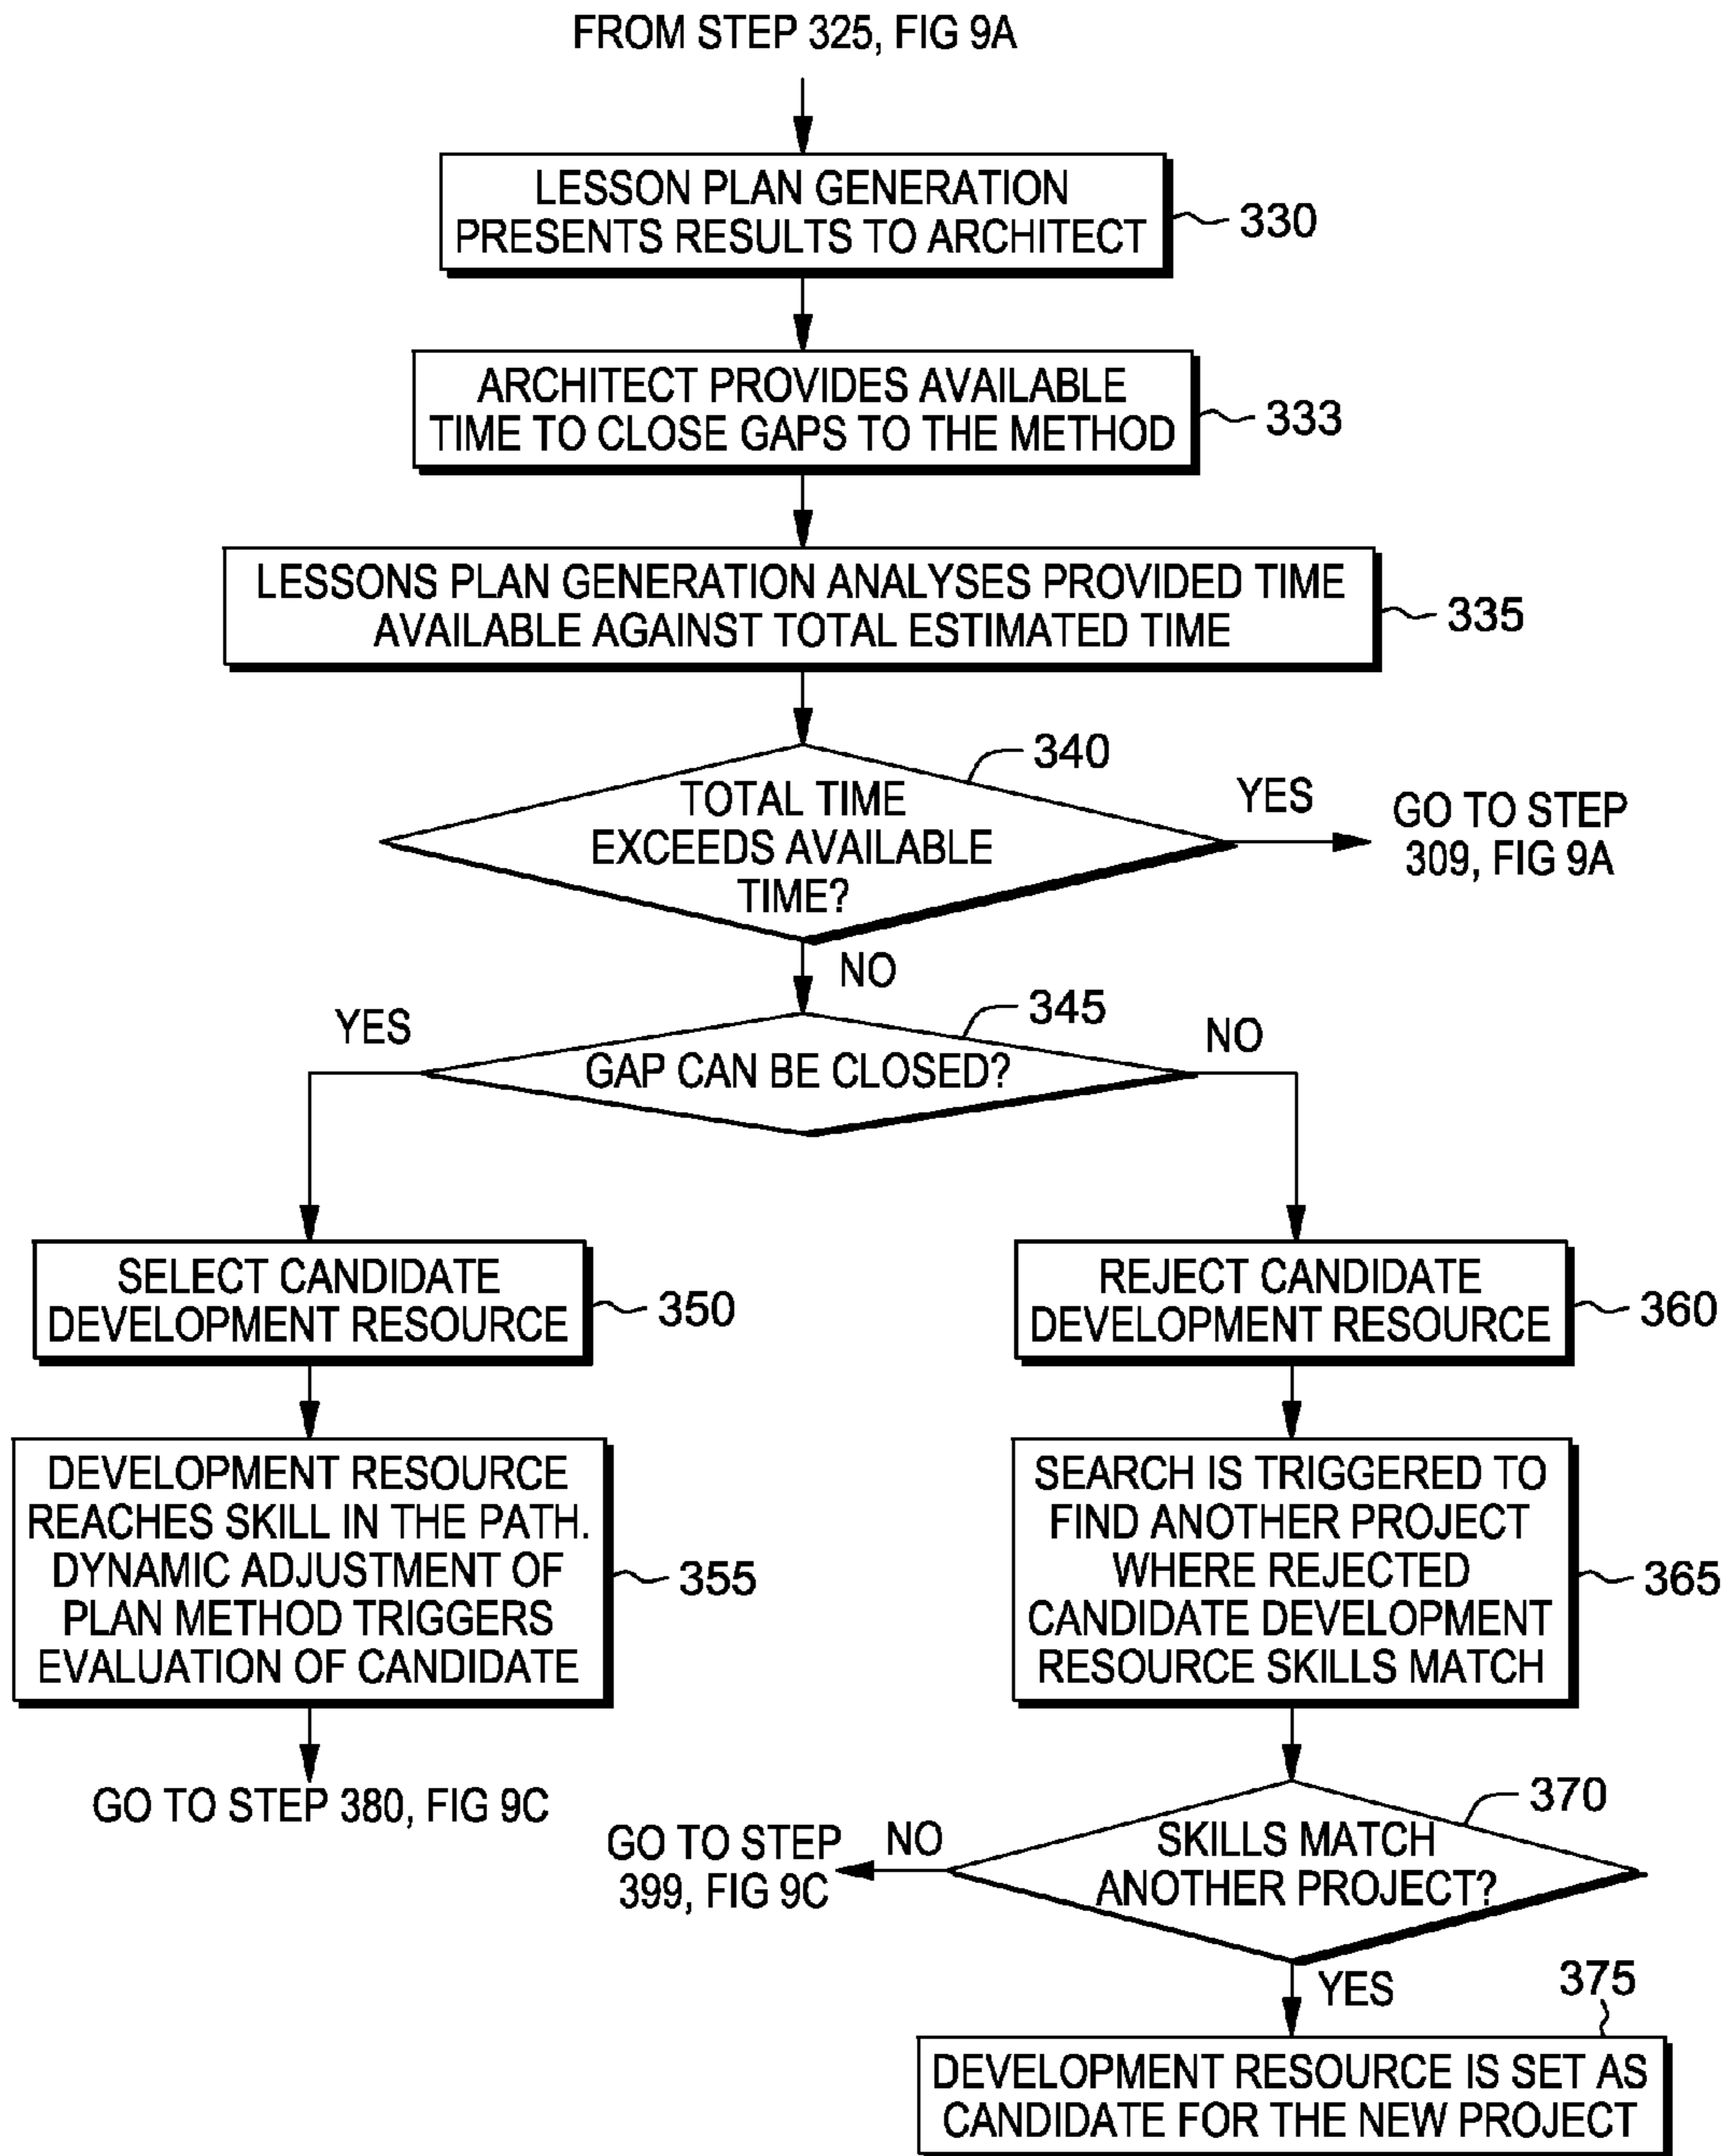 FROM STEP 325, FIG 9A
LESSON PLAN GENERATION
PRESENTS RESULTS TO ARCHITECT
330
ARCHITECT PROVIDES AVAILABLE
TIME TO CLOSE GAPS TO THE METHOD
333
LESSONS PLAN GENERATION ANALYSES PROVIDED TIME
AVAILABLE AGAINST TOTAL ESTIMATED TIME
335
340
TOTAL TIME
EXCEEDS AVAILABLE
TIME?
YES
GO TO STEP
309, FIG 9A
NO
345
YES
GAP CAN BE CLOSED?
NO
SELECT CANDIDATE
DEVELOPMENT RESOURCE
350
REJECT CANDIDATE
DEVELOPMENT RESOURCE
360
DEVELOPMENT RESOURCE
REACHES SKILL IN THE PATH.
DYNAMIC ADJUSTMENT OF
PLAN METHOD TRIGGERS
EVALUATION OF CANDIDATE
355
SEARCH IS TRIGGERED TO
FIND ANOTHER PROJECT
WHERE REJECTED
CANDIDATE DEVELOPMENT
RESOURCE SKILLS MATCH
365
GO TO STEP 380, FIG 9C
370
SKILLS MATCH
ANOTHER PROJECT?
NO
GO TO STEP
399, FIG 9C
YES
375
DEVELOPMENT RESOURCE IS SET AS
CANDIDATE FOR THE NEW PROJECT